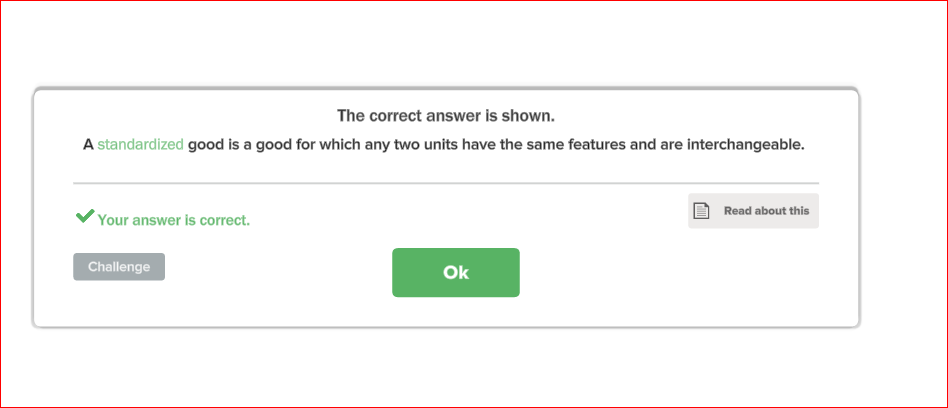 The correct answer is shown.
A standardized good is a good for which any two units have the same features and are interchangeable.
Your answer is correct.
Read about this
Challenge
Ok